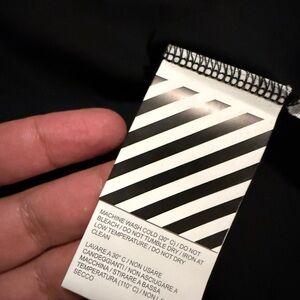 MACHINE WASH COLD (30° C) / DO NOT
BLEACH / DO NOT TUMBLE DRY / IRON AT
LOW TEMPERATURE / DO NOT DRY
CLEAN
LAVARE A 30° C / NON USARE
CANDEGGIANTI / NON ASCIUGARE A
MACCHINA / STIRARE A BASSA
TEMPERATURA (110° C) / NON L
SECCO